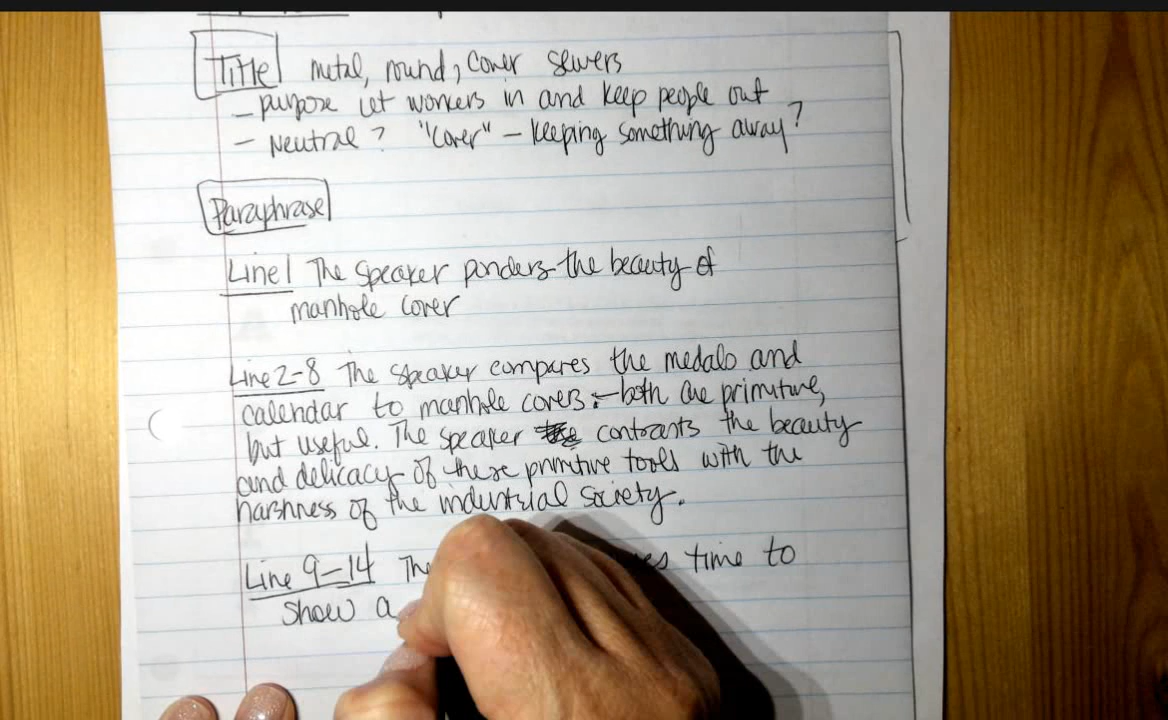 Title metal, round, cover sewers
- purpose let workers in and keep people out
- Neutral? "Cover" - keeping something away?
Paraphrase
Line 1 The speaker ponders the beauty of
manhole cover
Line 2-8 The speaker compares the medals and
calendar to manhole covers - both are primitive,
but useful. The speaker contrasts the beauty
and delicacy of these primitive tools with the
harshness of the industrial society.
Line 9-14 The time to
Show a